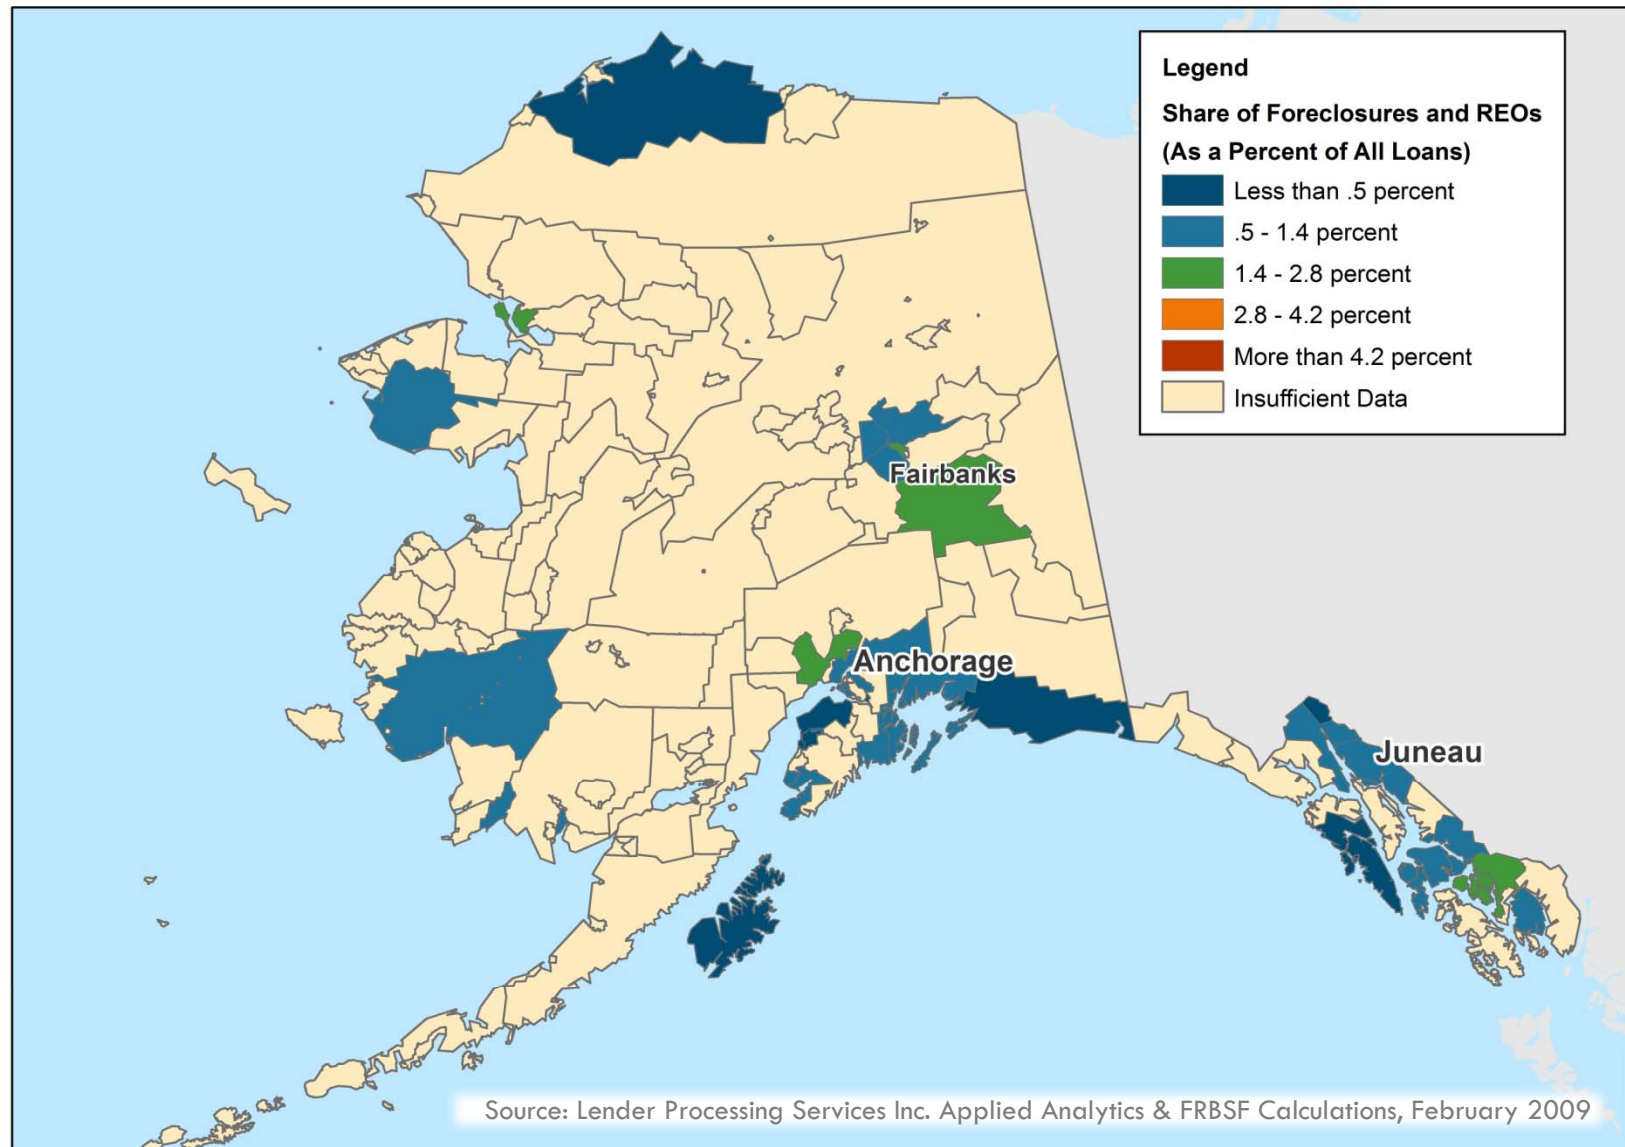 Legend
Share of Foreclosures and REOs
(As a Percent of All Loans)
Less than .5 percent
.5 - 1.4 percent
1.4 - 2.8 percent
2.8 - 4.2 percent
More than 4.2 percent
Insufficient Data
Fairbanks
Anchorage
Juneau
Source: Lender Processing Services Inc. Applied Analytics & FRBSF Calculations, February 2009